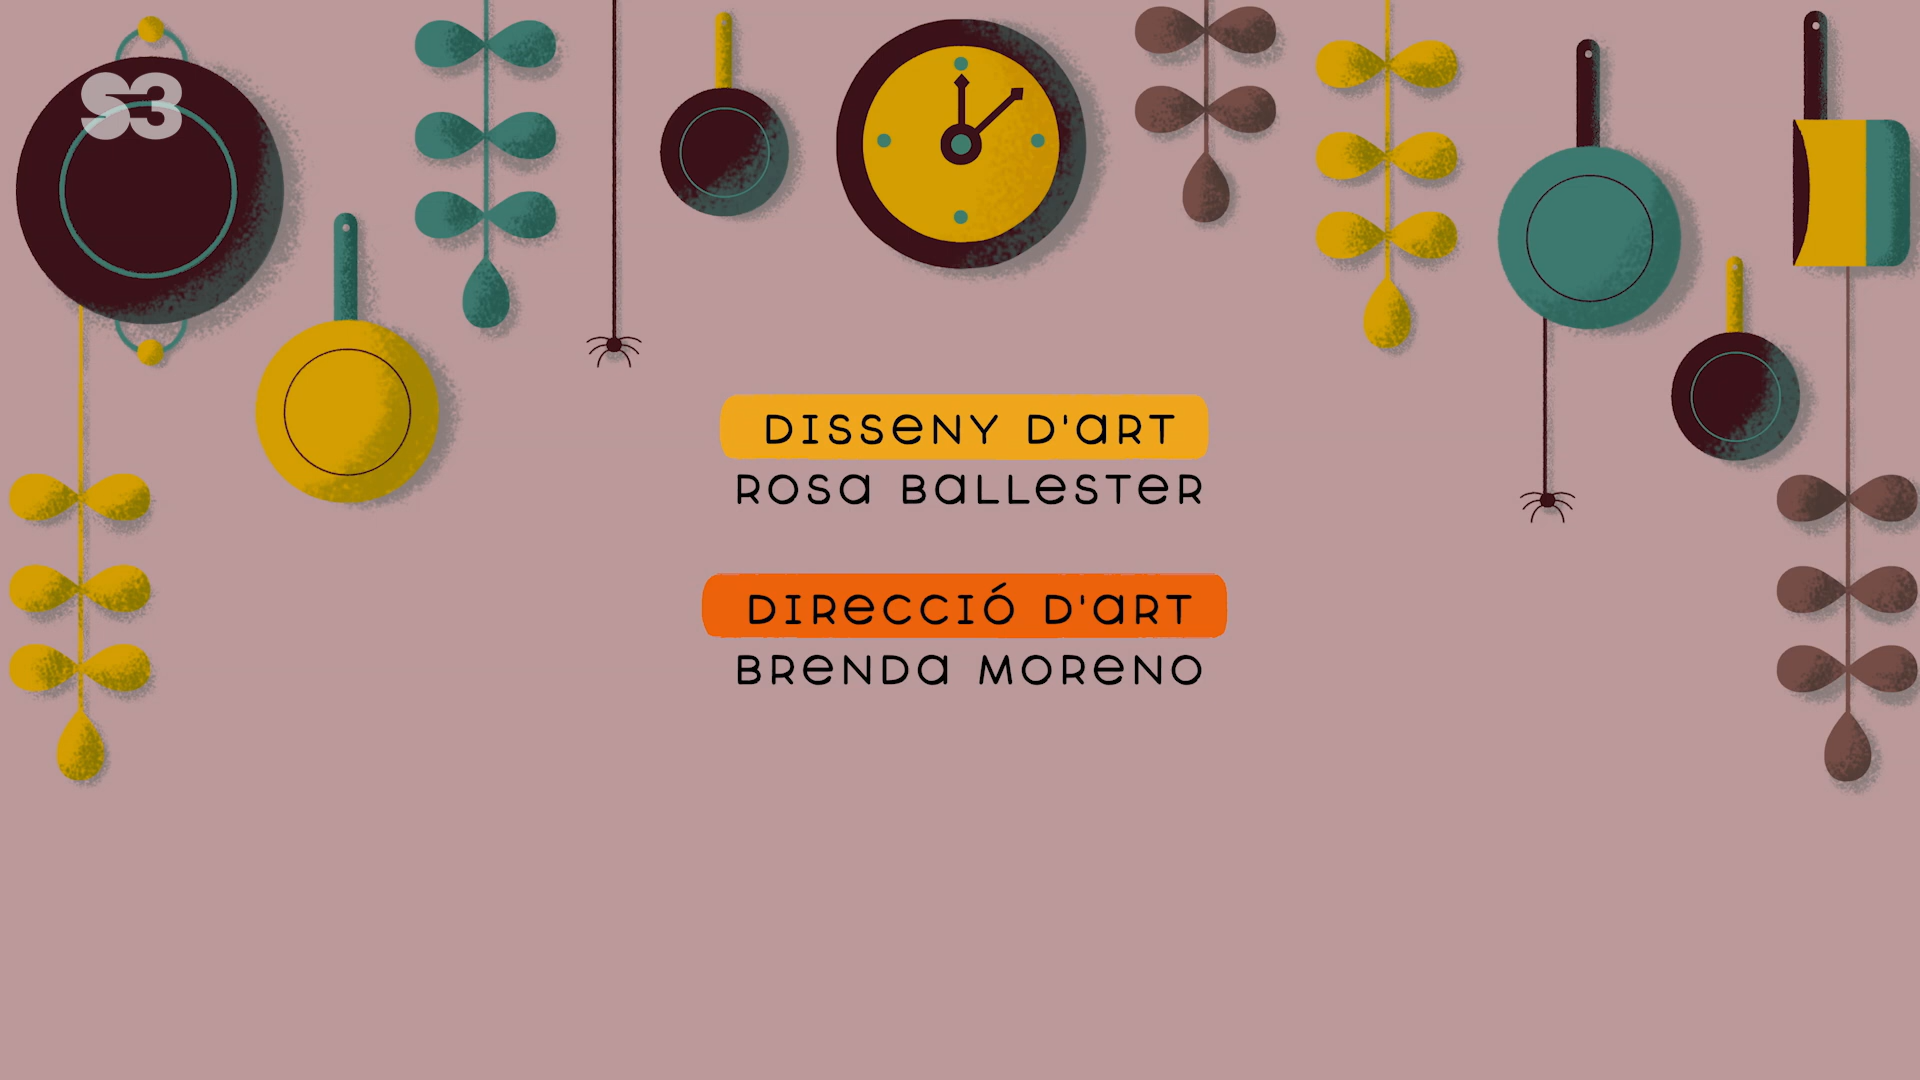 S3
DISSENY D'ART
ROSA BALLESTER
DIRECCIÓ D'ART
BRENDA MORENO